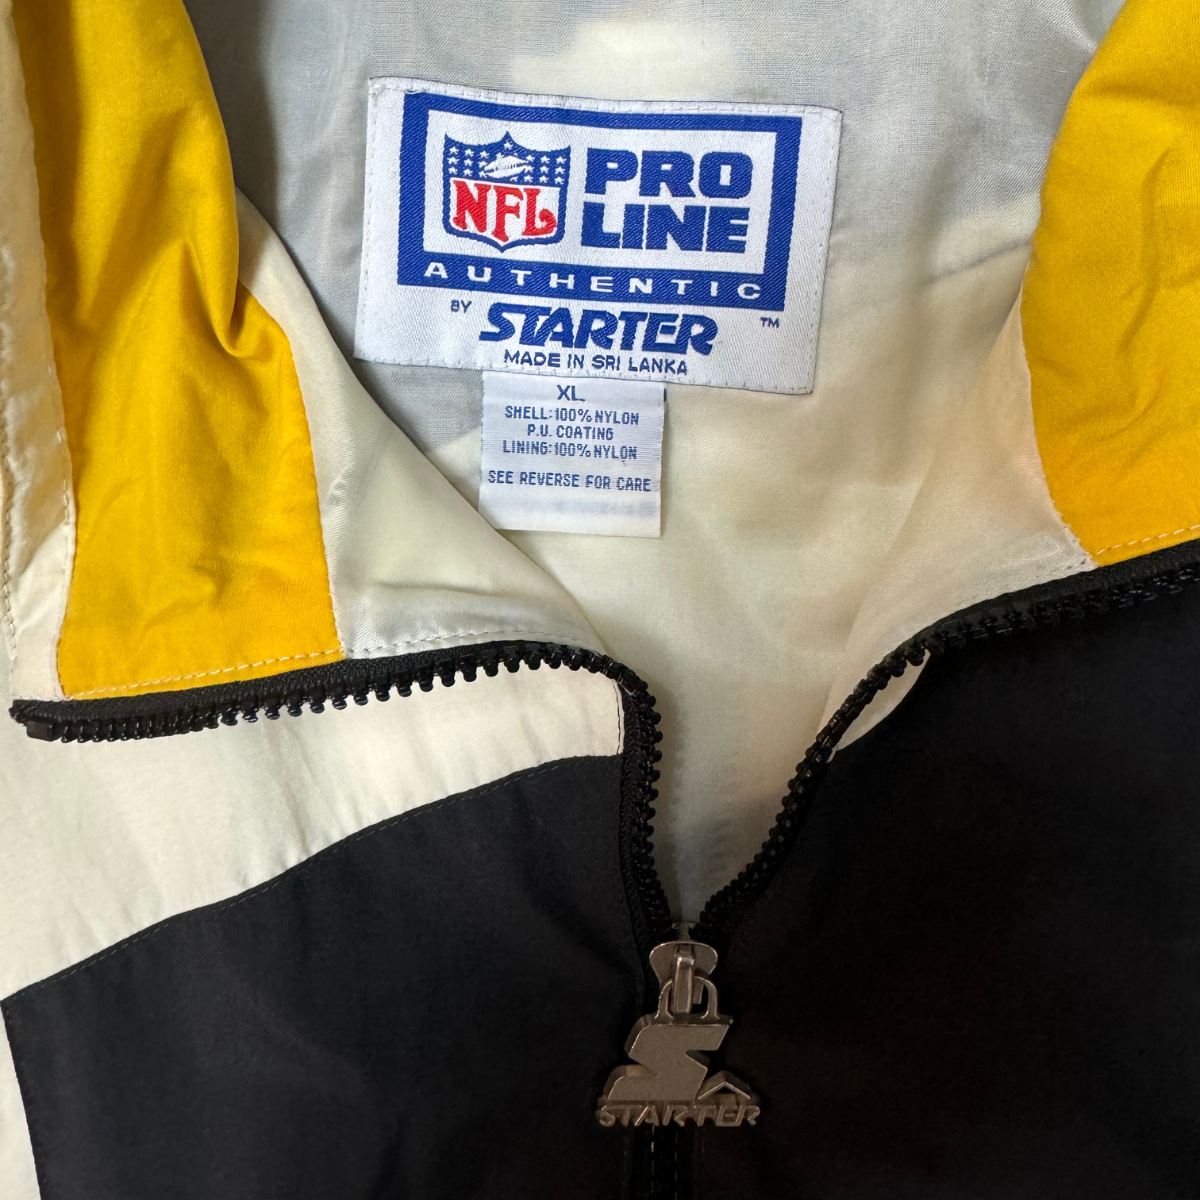 NFL
PRO
LINE
AUTHENTIC
BY STARTER ™
MADE IN SRI LANKA
XL
SHELL:100% NYLON
P.U. COATING
LINING:100% NYLON
SEE REVERSE FOR CARE
STARTER